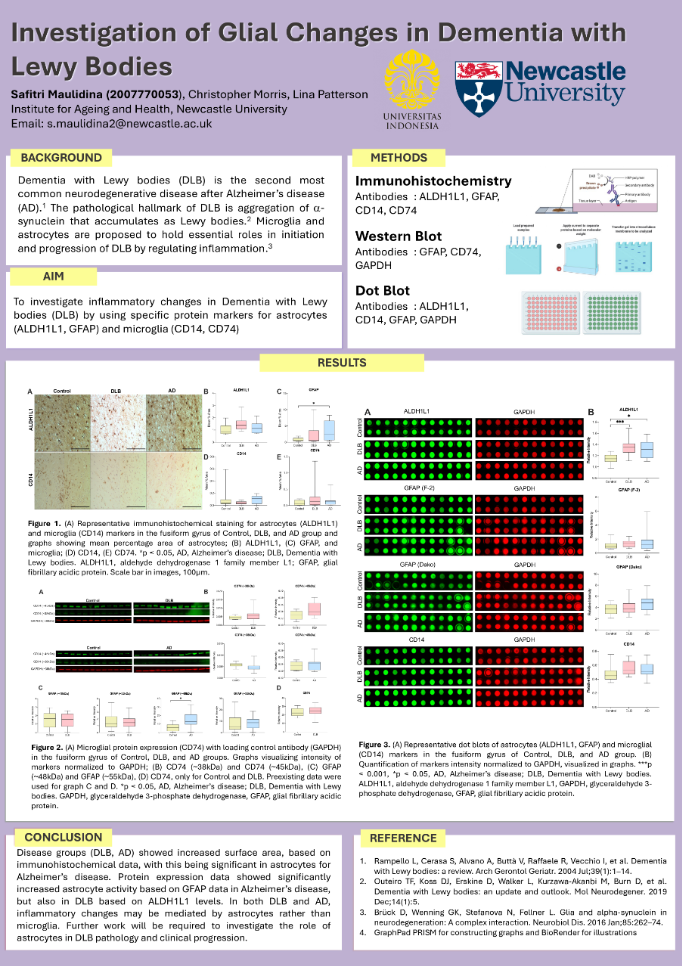 Investigation of Glial Changes in Dementia with
Lewy Bodies
Safitri Maulidina (2007770053), Christopher Morris, Lina Patterson
Institute for Ageing and Health, Newcastle University
Email: s.maulidina2@newcastle.ac.uk
UNIVERSITAS
INDONESIA
Newcastle
University
BACKGROUND
Dementia with Lewy bodies (DLB) is the second most
common neurodegenerative disease after Alzheimer's disease
(AD).¹ The pathological hallmark of DLB is aggregation of α-
synuclein that accumulates as Lewy bodies.² Microglia and
astrocytes are proposed to hold essential roles in initiation
and progression of DLB by regulating inflammation.³
AIM
To investigate inflammatory changes in Dementia with Lewy
bodies (DLB) by using specific protein markers for astrocytes
(ALDH1L1, GFAP) and microglia (CD14, CD74)
METHODS
Immunohistochemistry
Antibodies : ALDH1L1, GFAP,
CD14, CD74
Western Blot
Antibodies : GFAP, CD74,
GAPDH
Dot Blot
Antibodies : ALDH1L1,
CD14, GFAP, GAPDH
RESULTS
A Control DLB AD B ALDH1L1 C GFAP
ALDH1L1
D CD14 E
CD14
Figure 1. (A) Representative immunohistochemical staining for astrocytes (ALDH1L1)
and microglia (CD14) markers in the fusiform gyrus of Control, DLB, and AD group and
graphs showing mean percentage area of astrocytes; (B) ALDH1L1, (C) GFAP, and
microglia; (D) CD14, (E) CD74. *p < 0.05, AD, Alzheimer's disease; DLB, Dementia with
Lewy bodies. ALDH1L1, aldehyde dehydrogenase 1 family member L1; GFAP, glial
fibrillary acidic protein. Scale bar in images, 100µm.
A Control DLB B
Control AD
C D
Figure 2. (A) Microglial protein expression (CD74) with loading control antibody (GAPDH)
in the fusiform gyrus of Control, DLB, and AD groups. Graphs visualizing intensity of
markers normalized to GAPDH; (B) CD74 (~38kDa) and CD74 (~45kDa), (C) GFAP
(~48kDa) and GFAP (~55kDa), (D) CD74, only for Control and DLB. Preexisting data were
used for graph C and D. *p < 0.05, AD, Alzheimer's disease; DLB, Dementia with Lewy
bodies. GAPDH, glyceraldehyde 3-phosphate dehydrogenase, GFAP, glial fibrillary acidic
protein.
A ALDH1L1 GAPDH B ALDH1L1
Control
DLB
AD
GFAP (F-2) GAPDH GFAP (F-2)
Control
DLB
AD
GFAP (Dako) GAPDH GFAP (Dako)
Control
DLB
AD
CD14 GAPDH CD14
Control
DLB
AD
Figure 3. (A) Representative dot blots of astrocytes (ALDH1L1, GFAP) and microglial
(CD14) markers in the fusiform gyrus of Control, DLB, and AD group. (B)
Quantification of markers intensity normalized to GAPDH, visualized in graphs. ***p
< 0.001, *p < 0.05, AD, Alzheimer's disease; DLB, Dementia with Lewy bodies.
ALDH1L1, aldehyde dehydrogenase 1 family member L1, GAPDH, glyceraldehyde 3-
phosphate dehydrogenase, GFAP, glial fibrillary acidic protein.
CONCLUSION
Disease groups (DLB, AD) showed increased surface area, based on
immunohistochemical data, with this being significant in astrocytes for
Alzheimer's disease. Protein expression data showed significantly
increased astrocyte activity based on GFAP data in Alzheimer's disease,
but also in DLB based on ALDH1L1 levels. In both DLB and AD,
inflammatory changes may be mediated by astrocytes rather than
microglia. Further work will be required to investigate the role of
astrocytes in DLB pathology and clinical progression.
REFERENCE
1. Rampello L, Cerasa S, Alvano A, Buttà V, Raffaele R, Vecchio I, et al. Dementia
with Lewy bodies: a review. Arch Gerontol Geriatr. 2004 Jul;39(1):1–14.
2. Outeiro TF, Koss DJ, Erskine D, Walker L, Kurzawa-Akanbi M, Burn D, et al.
Dementia with Lewy bodies: an update and outlook. Mol Neurodegener. 2019
Dec;14(1):5.
3. Brück D, Wenning GK, Stefanova N, Fellner L. Glia and alpha-synuclein in
neurodegeneration: A complex interaction. Neurobiol Dis. 2016 Jan;85:262–74.
4. GraphPad PRISM for constructing graphs and BioRender for illustrations